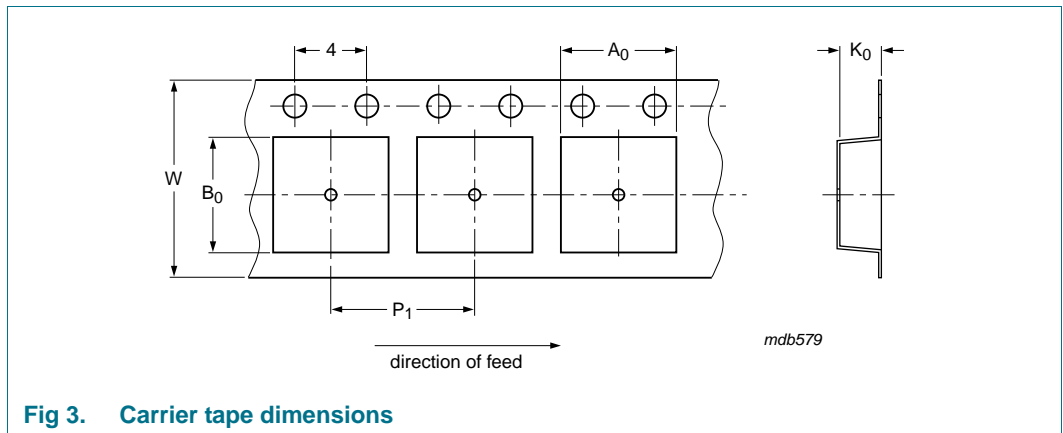 4
A0
K0
W
B0
P1
direction of feed
mdb579
Fig 3. Carrier tape dimensions